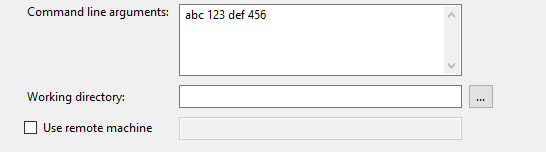 Command line arguments: abc 123 def 456
Working directory: ...
Use remote machine